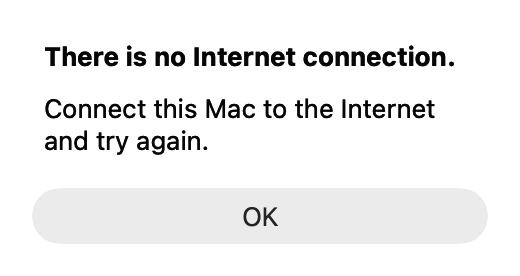 There is no Internet connection.
Connect this Mac to the Internet
and try again.
OK